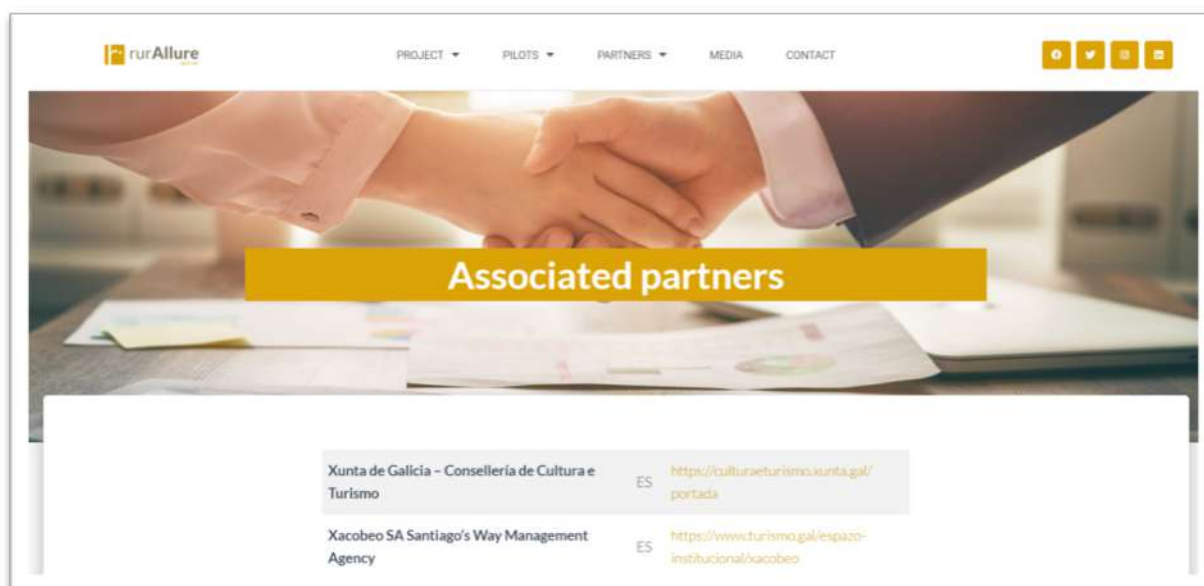 rurAllure
PROJECT
PILOTS
PARTNERS
MEDIA
CONTACT
Associated partners
Xunta de Galicia – Consellería de Cultura e
Turismo
ES
https://culturaeturismo.xunta.gal/
portada
Xacobeo SA Santiago's Way Management
Agency
ES
https://www.turismo.gal/espazo-
institucional/xacobeo